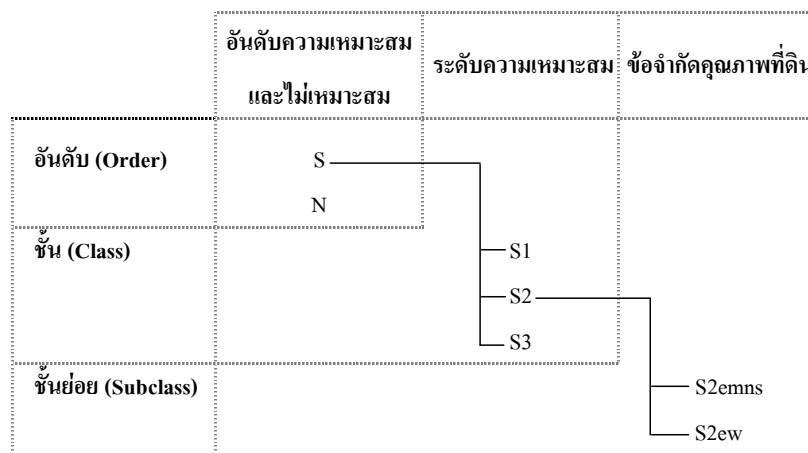 อันดับความเหมาะสม
และไม่เหมาะสม
ระดับความเหมาะสม
ข้อจำกัดคุณภาพที่ดิน
อันดับ (Order)
S
N
ชั้น (Class)
S1
S2
S3
ชั้นย่อย (Subclass)
S2emns
S2ew